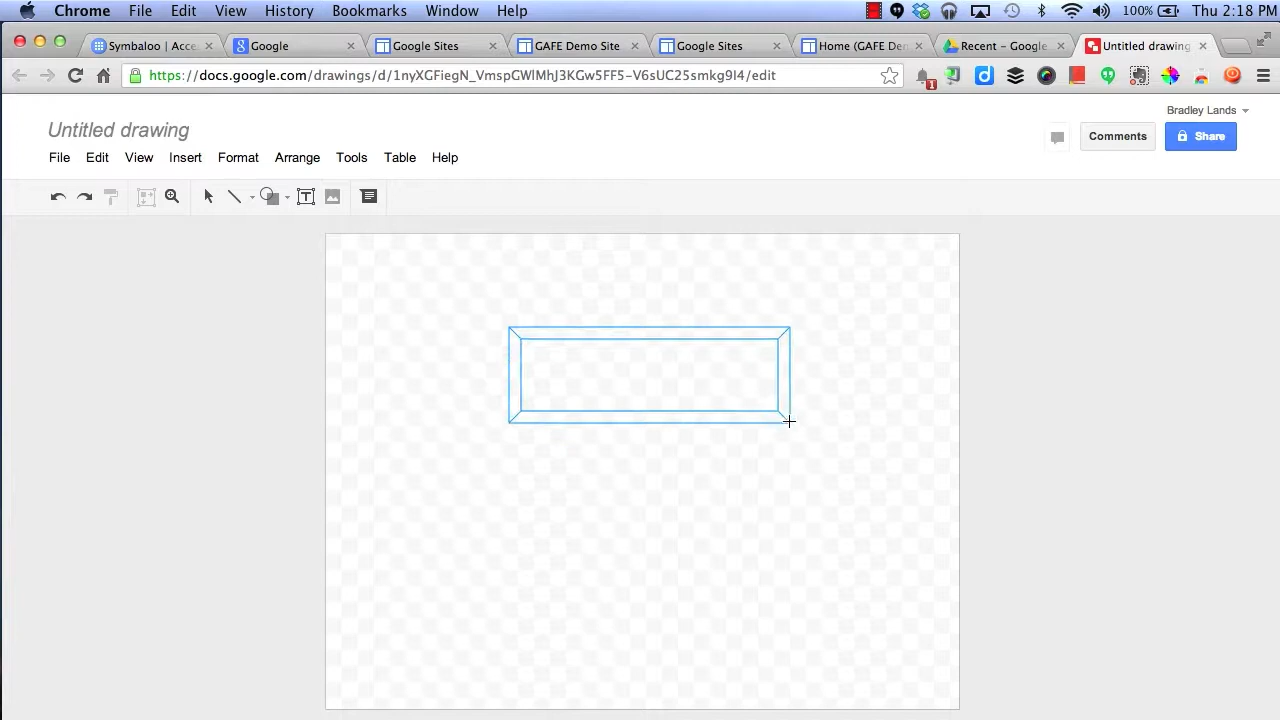 Chrome File Edit View History Bookmarks Window Help 100% Thu 2:18 PM
Symbaloo | Acce Google Google Sites GAFE Demo Site Google Sites Home (GAFE De Recent – Google Untitled drawing
https://docs.google.com/drawings/d/1nyXGFiegN_VmspGWlMhJ3KGw5FF5-V6sUC25smkg9I4/edit 1
Bradley Lands
Untitled drawing
Comments Share
File Edit View Insert Format Arrange Tools Table Help